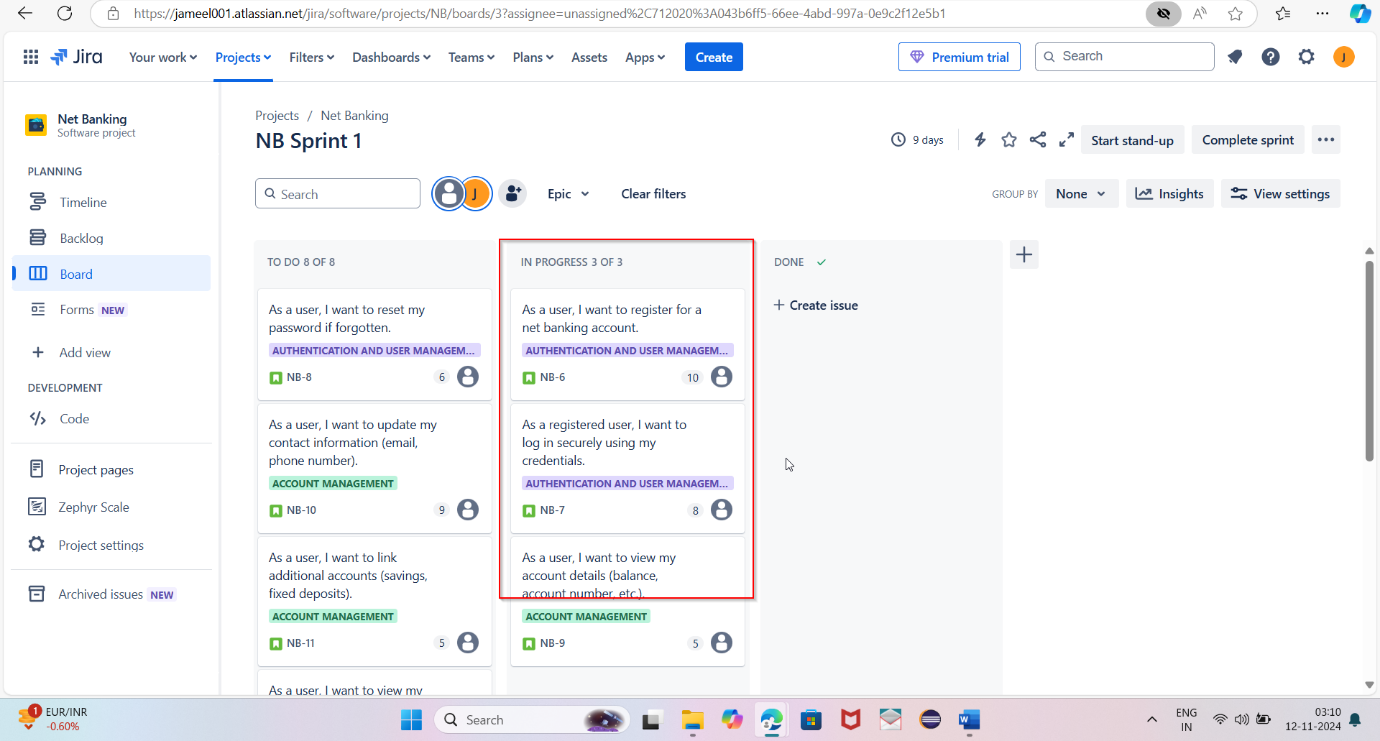 https://jameel001.atlassian.net/jira/software/projects/NB/boards/3?assignee=unassigned%2C712020%3A043b6ff5-66ee-4abd-997a-0e9c2f12e5b1
Jira Your work Projects Filters Dashboards Teams Plans Assets Apps Create Premium trial Search J
Net Banking
Software project
PLANNING
Timeline
Backlog
Board
Forms NEW
Add view
DEVELOPMENT
Code
Project pages
Zephyr Scale
Project settings
Archived issues NEW
Projects / Net Banking
NB Sprint 1
9 days Start stand-up Complete sprint
Search J Epic Clear filters GROUP BY None Insights View settings
TO DO 8 OF 8
As a user, I want to reset my
password if forgotten.
AUTHENTICATION AND USER MANAGEM...
NB-8 6
As a user, I want to update my
contact information (email,
phone number).
ACCOUNT MANAGEMENT
NB-10 9
As a user, I want to link
additional accounts (savings,
fixed deposits).
ACCOUNT MANAGEMENT
NB-11 5
As a user, I want to view my
IN PROGRESS 3 OF 3
As a user, I want to register for a
net banking account.
AUTHENTICATION AND USER MANAGEM...
NB-6 10
As a registered user, I want to
log in securely using my
credentials.
AUTHENTICATION AND USER MANAGEM...
NB-7 8
As a user, I want to view my
account details (balance,
account number, etc.).
ACCOUNT MANAGEMENT
NB-9 5
DONE
+ Create issue
1 EUR/INR
-0.60%
Search
ENG
IN
03:10
12-11-2024